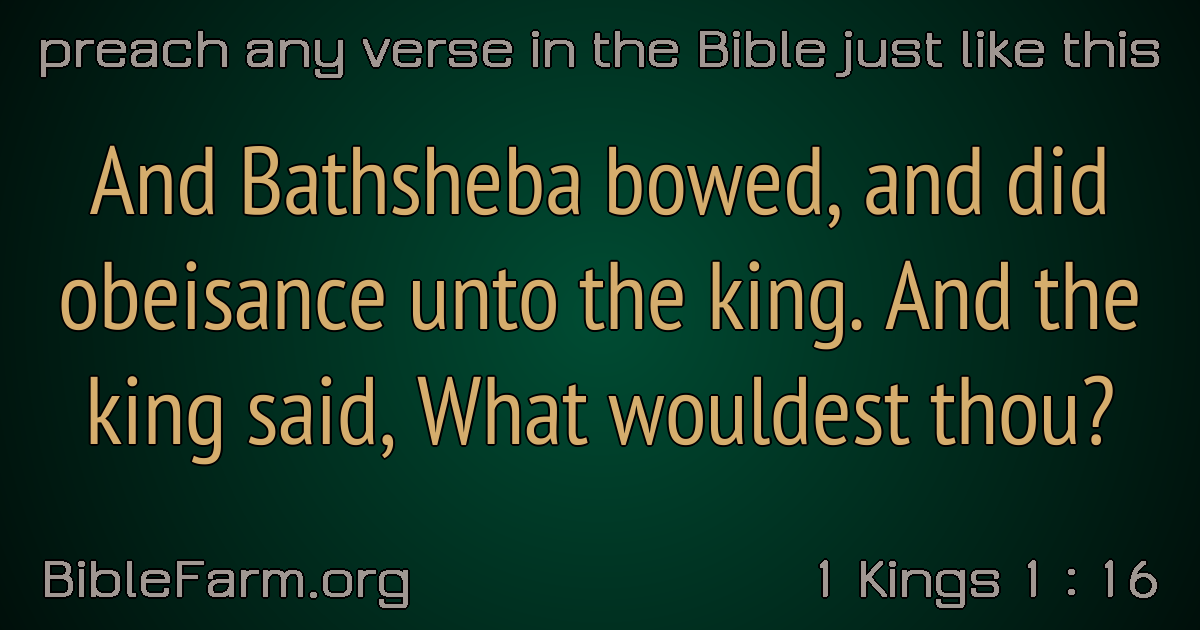 preach any verse in the Bible just like this
And Bathsheba bowed, and did
obeisance unto the king. And the
king said, What wouldest thou?
BibleFarm.org
1 Kings 1 : 16